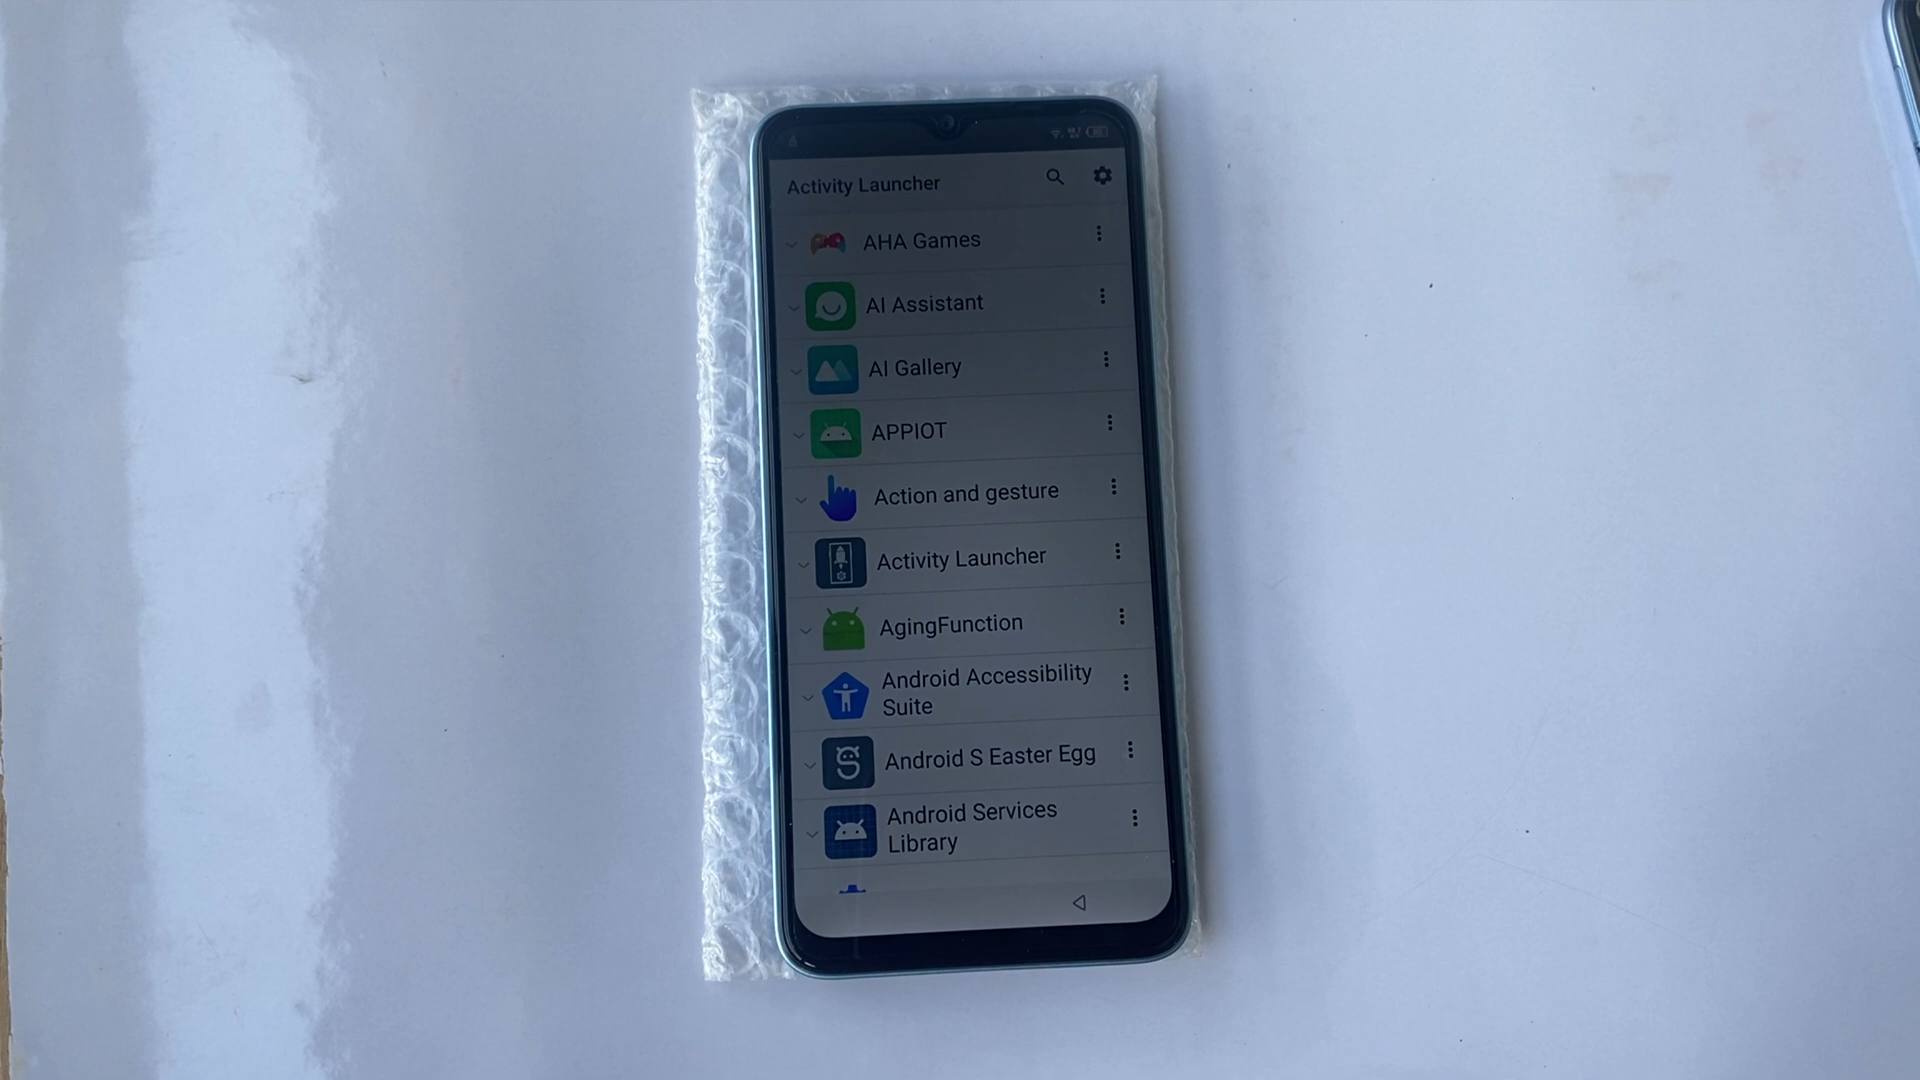 Activity Launcher
AHA Games
AI Assistant
AI Gallery
APPIOT
Action and gesture
Activity Launcher
AgingFunction
Android Accessibility
Suite
Android S Easter Egg
Android Services
Library